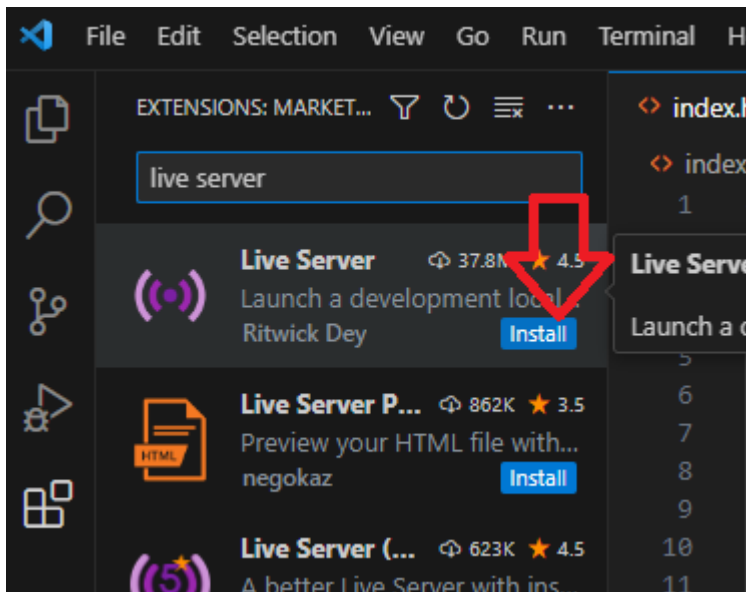 File Edit Selection View Go Run Terminal H
EXTENSIONS: MARKET... ...
index.h
live server
index
1
Live Server 37.8M 4.5
Launch a development local...
Ritwick Dey Install
Live Serve
Launch a c
5
Live Server P... 862K 3.5
Preview your HTML file with...
negokaz Install
HTML
6
7
8
9
Live Server (... 623K 4.5
A better Live Server with ins...
5
10
11